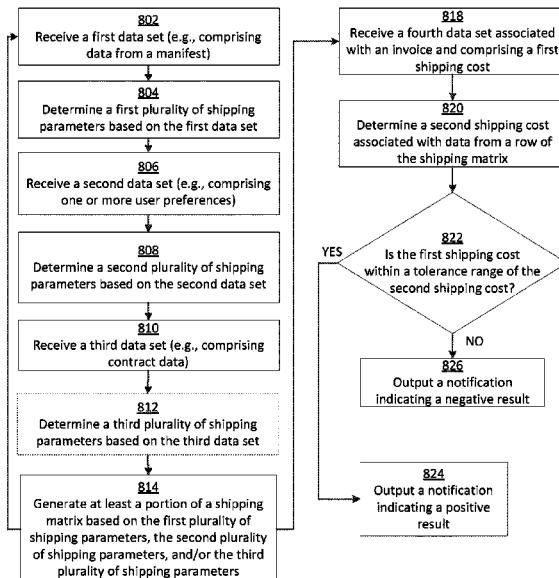 802
Receive a first data set (e.g., comprising
data from a manifest)
804
Determine a first plurality of shipping
parameters based on the first data set
806
Receive a second data set (e.g., comprising
one or more user preferences)
808
Determine a second plurality of shipping
parameters based on the second data set
810
Receive a third data set (e.g., comprising
contract data)
812
Determine a third plurality of shipping
parameters based on the third data set
814
Generate at least a portion of a shipping
matrix based on the first plurality of
shipping parameters, the second plurality
of shipping parameters, and/or the third
plurality of shipping parameters
818
Receive a fourth data set associated
with an invoice and comprising a first
shipping cost
820
Determine a second shipping cost
associated with data from a row of
the shipping matrix
YES
822
Is the first shipping cost
within a tolerance range of the
second shipping cost?
NO
826
Output a notification
indicating a negative result
824
Output a notification
indicating a positive
result